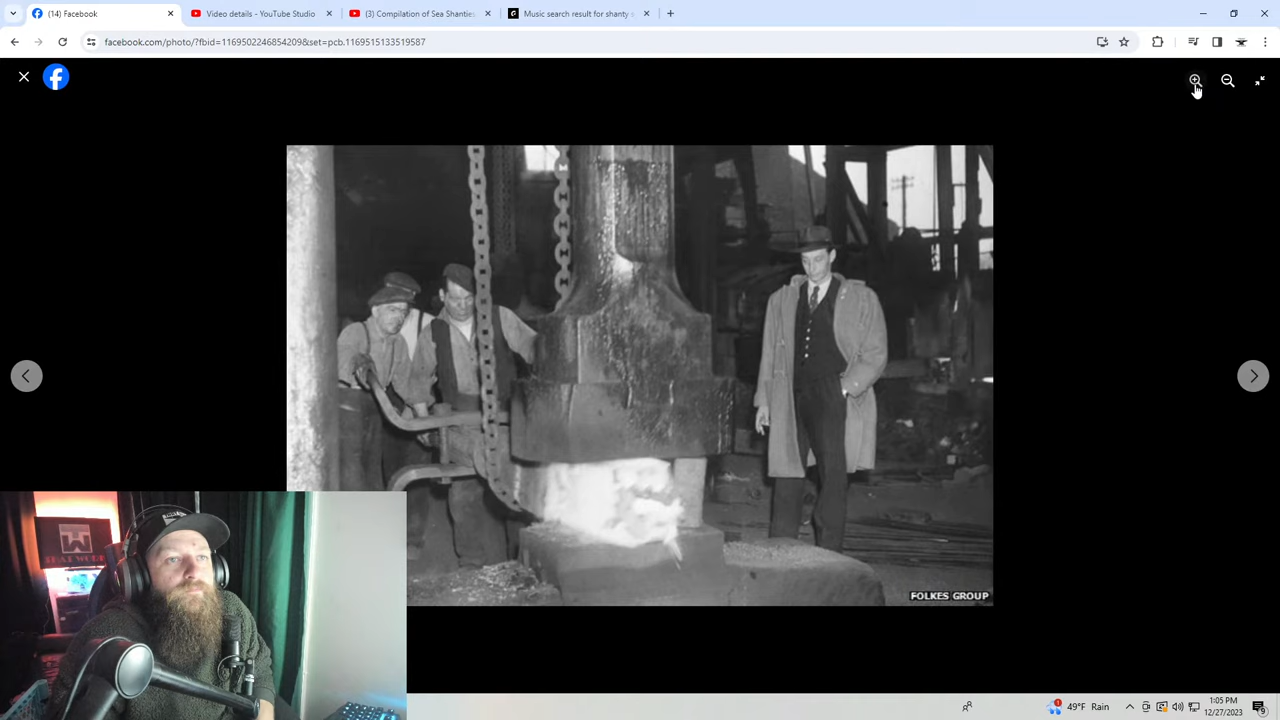 (14) Facebook
Video details - YouTube Studio
(3) Compilation of Sea Shanties
Music search result for shanty s
facebook.com/photo/?fbid=1169502246854209&set=pcb.1169515133519587
FOLKES GROUP
W
49°F Rain
1:05 PM
12/27/2023
9